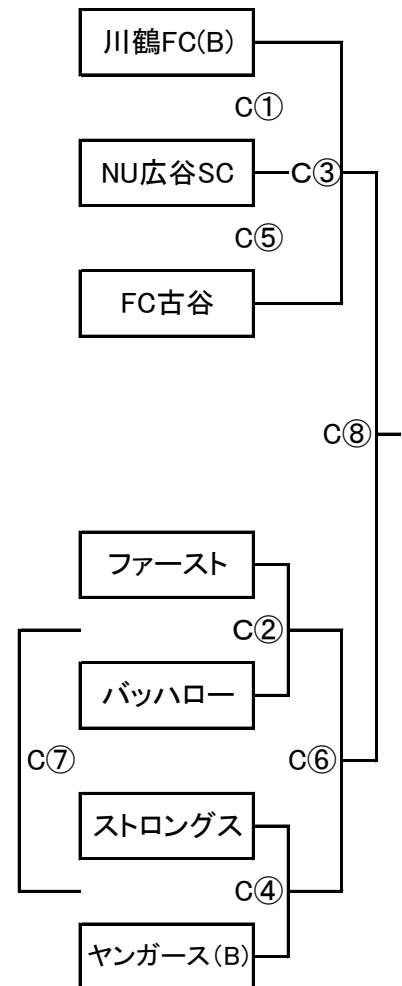 川鶴FC(B)
C①
NU広谷SC
C③
C⑤
FC古谷
C⑧
ファースト
C②
バッハロー
C⑦
C⑥
ストロングス
C④
ヤンガース(B)